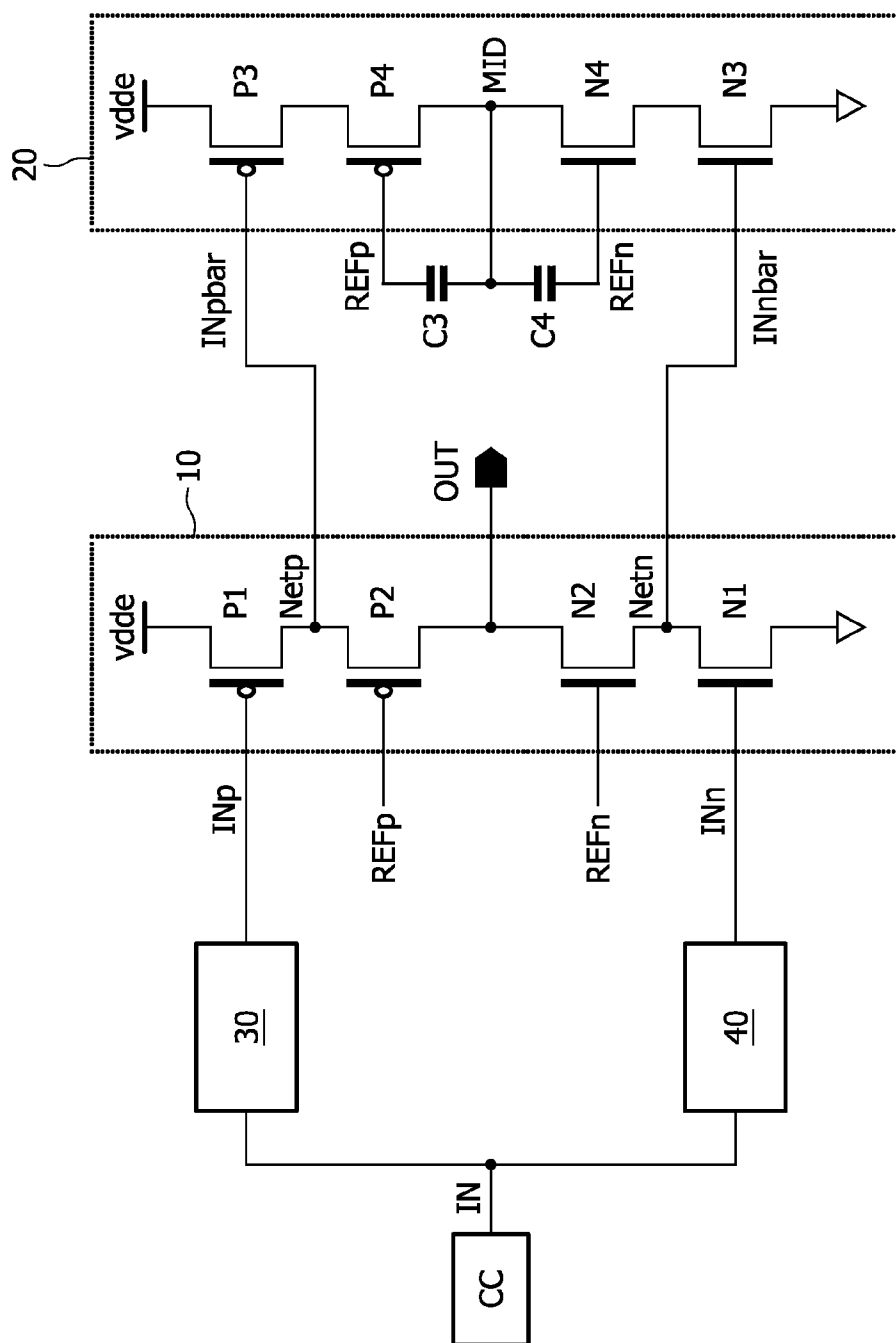 20
vdde
P3
INpbar
P4
REFp
C3
MID
C4
REFn
N4
N3
INnbar
10
vdde
P1
INp
Netp
P2
REFp
OUT
N2
REFn
Netn
N1
INn
30
40
IN
CC